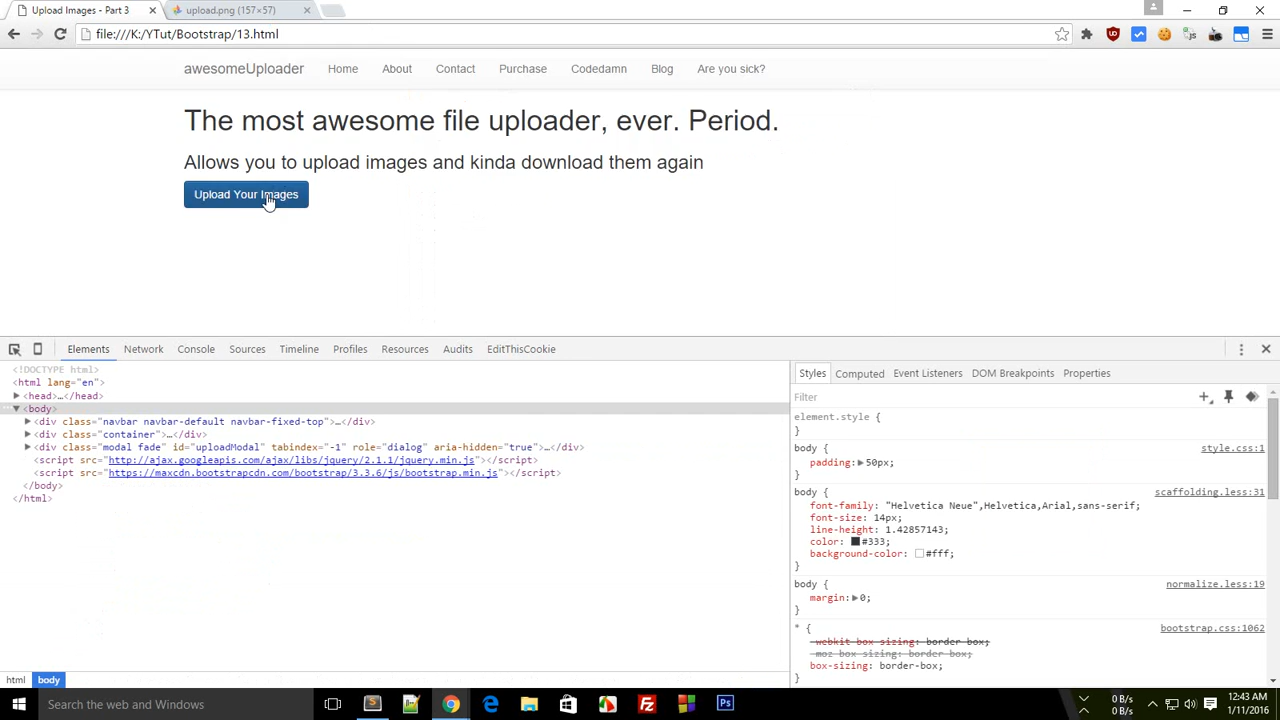 Upload Images - Part 3
upload.png (157×57)
file:///K:/YTut/Bootstrap/13.html
awesomeUploader Home About Contact Purchase Codedamn Blog Are you sick?
The most awesome file uploader, ever. Period.
Allows you to upload images and kinda download them again
Upload Your Images
Elements Network Console Sources Timeline Profiles Resources Audits EditThisCookie
<!DOCTYPE html>
<html lang="en">
<head>…</head>
<body>
<div class="navbar navbar-default navbar-fixed-top">…</div>
<div class="container">…</div>
<div class="modal fade" id="uploadModal" tabindex="-1" role="dialog" aria-hidden="true">…</div>
<script src="http://ajax.googleapis.com/ajax/libs/jquery/2.1.1/jquery.min.js"></script>
<script src="https://maxcdn.bootstrapcdn.com/bootstrap/3.3.6/js/bootstrap.min.js"></script>
</body>
</html>
html body
Styles Computed Event Listeners DOM Breakpoints Properties
Filter
element.style {
}
body { style.css:1
padding: 50px;
}
body { scaffolding.less:31
font-family: "Helvetica Neue",Helvetica,Arial,sans-serif;
font-size: 14px;
line-height: 1.42857143;
color: #333;
background-color: #fff;
}
body { normalize.less:19
margin: 0;
}
* { bootstrap.css:1062
-webkit-box-sizing: border-box;
-moz-box-sizing: border-box;
box-sizing: border-box;
}
Search the web and Windows
0 B/s
0 B/s
12:43 AM
1/11/2016